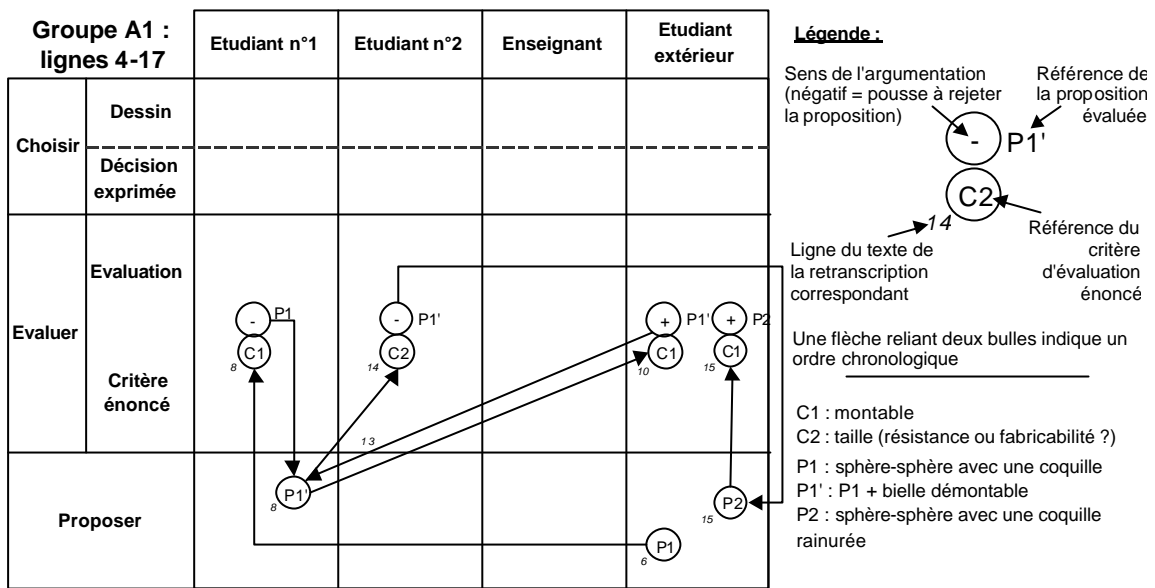 Groupe A1 :
lignes 4-17
Etudiant n°1
Etudiant n°2
Enseignant
Etudiant
extérieur
Choisir
Dessin
Décision
exprimée
Evaluer
Evaluation
Critère
énoncé
- P1
C1
8
- P1'
C2
14
+ P1'
C1
10
+ P2
C1
15
13
Proposer
P1'
8
P2
15
P1
6
Légende :
Sens de l'argumentation
(négatif = pousse à rejeter
la proposition)
Référence de
la proposition
évaluée
- P1'
C2
14
Ligne du texte de
la retranscription
correspondant
Référence du
critère
d'évaluation
énoncé
Une flèche reliant deux bulles indique un
ordre chronologique
C1 : montable
C2 : taille (résistance ou fabricabilité ?)
P1 : sphère-sphère avec une coquille
P1' : P1 + bielle démontable
P2 : sphère-sphère avec une coquille
rainurée